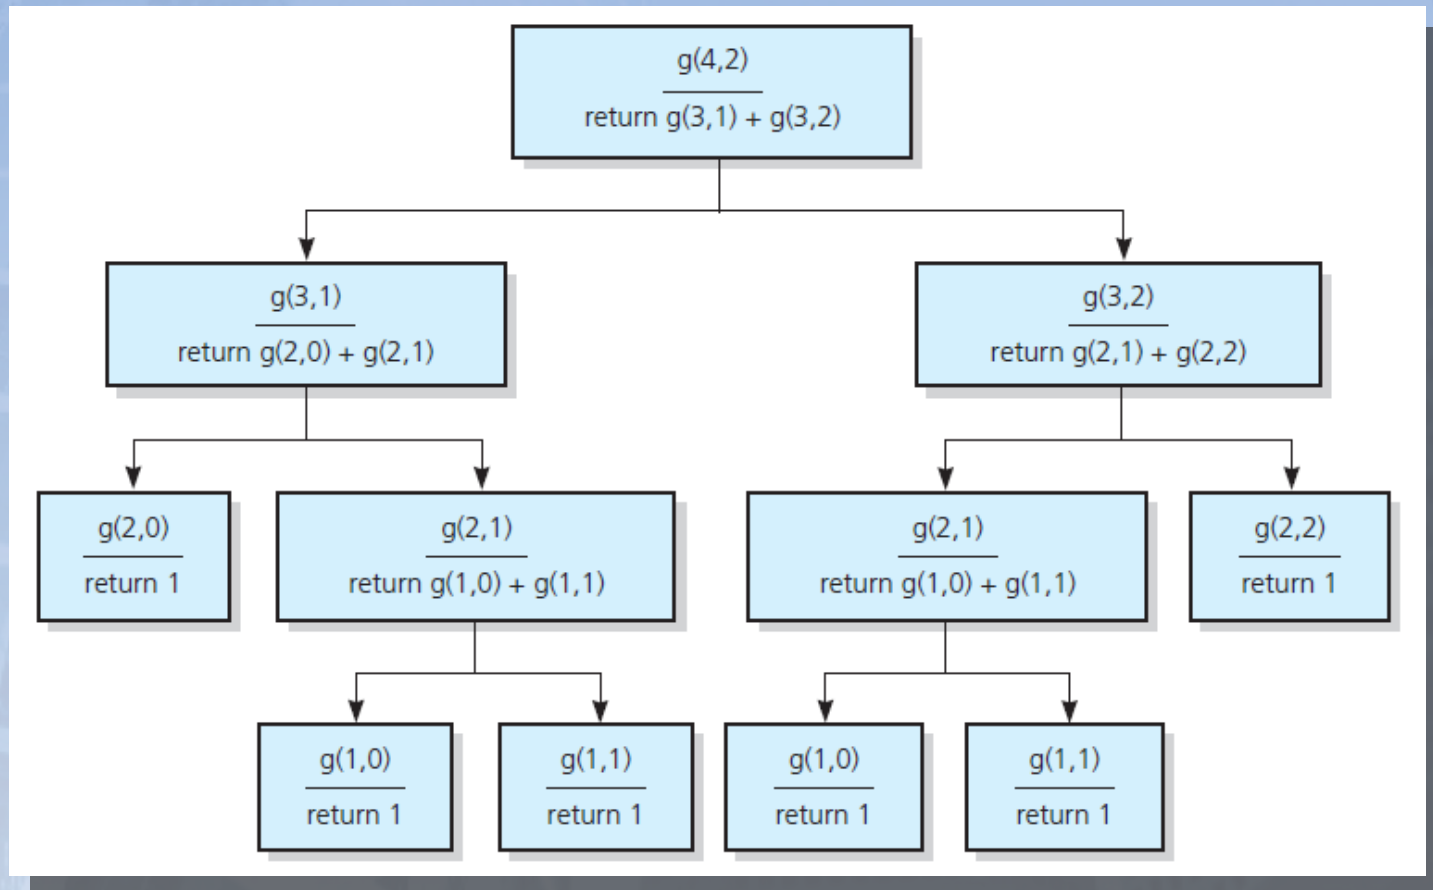 g(4,2)
return g(3,1) + g(3,2)
g(3,1)
return g(2,0) + g(2,1)
g(3,2)
return g(2,1) + g(2,2)
g(2,0)
return 1
g(2,1)
return g(1,0) + g(1,1)
g(2,1)
return g(1,0) + g(1,1)
g(2,2)
return 1
g(1,0)
return 1
g(1,1)
return 1
g(1,0)
return 1
g(1,1)
return 1